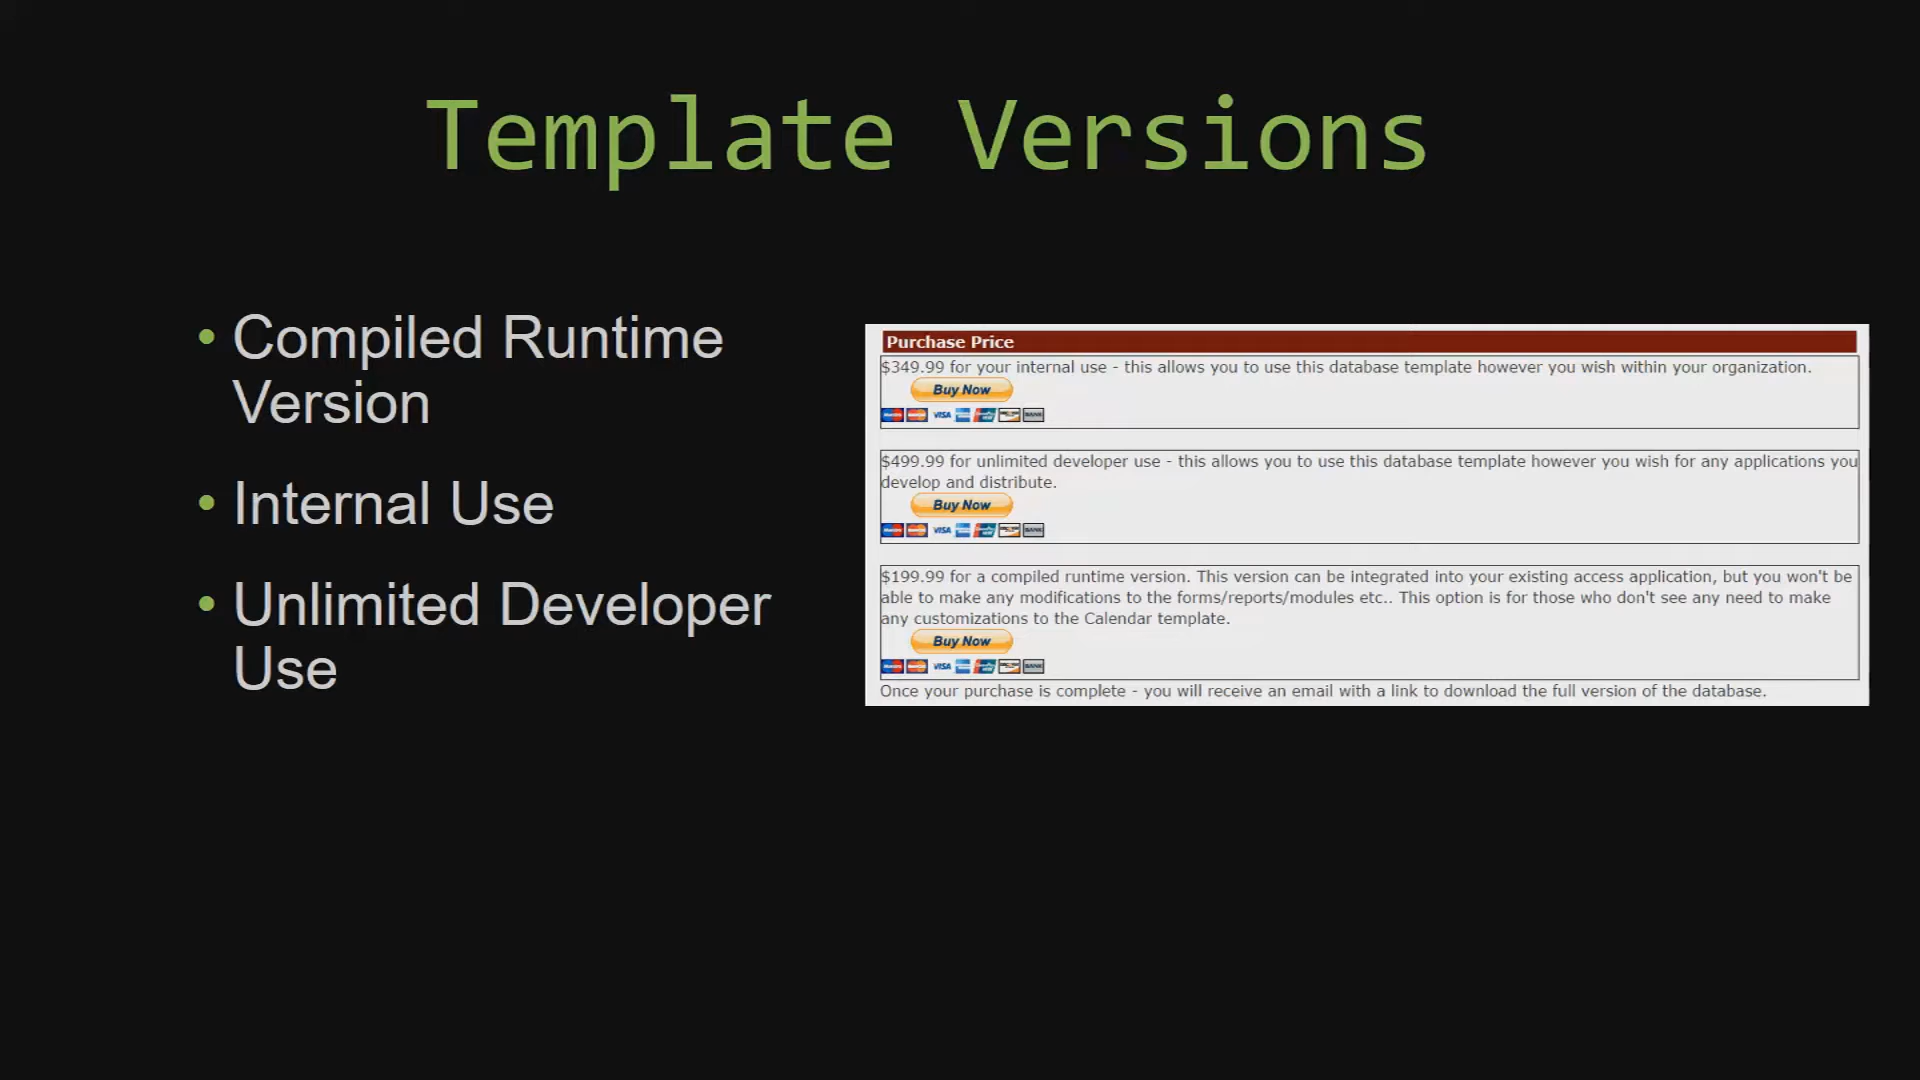 Template Versions
• Compiled Runtime
Version
• Internal Use
• Unlimited Developer
Use
Purchase Price
$349.99 for your internal use - this allows you to use this database template however you wish within your organization.
Buy Now
VISA
$499.99 for unlimited developer use - this allows you to use this database template however you wish for any applications you
develop and distribute.
Buy Now
VISA
$199.99 for a compiled runtime version. This version can be integrated into your existing access application, but you won't be
able to make any modifications to the forms/reports/modules etc.. This option is for those who don't see any need to make
any customizations to the Calendar template.
Buy Now
VISA
Once your purchase is complete - you will receive an email with a link to download the full version of the database.